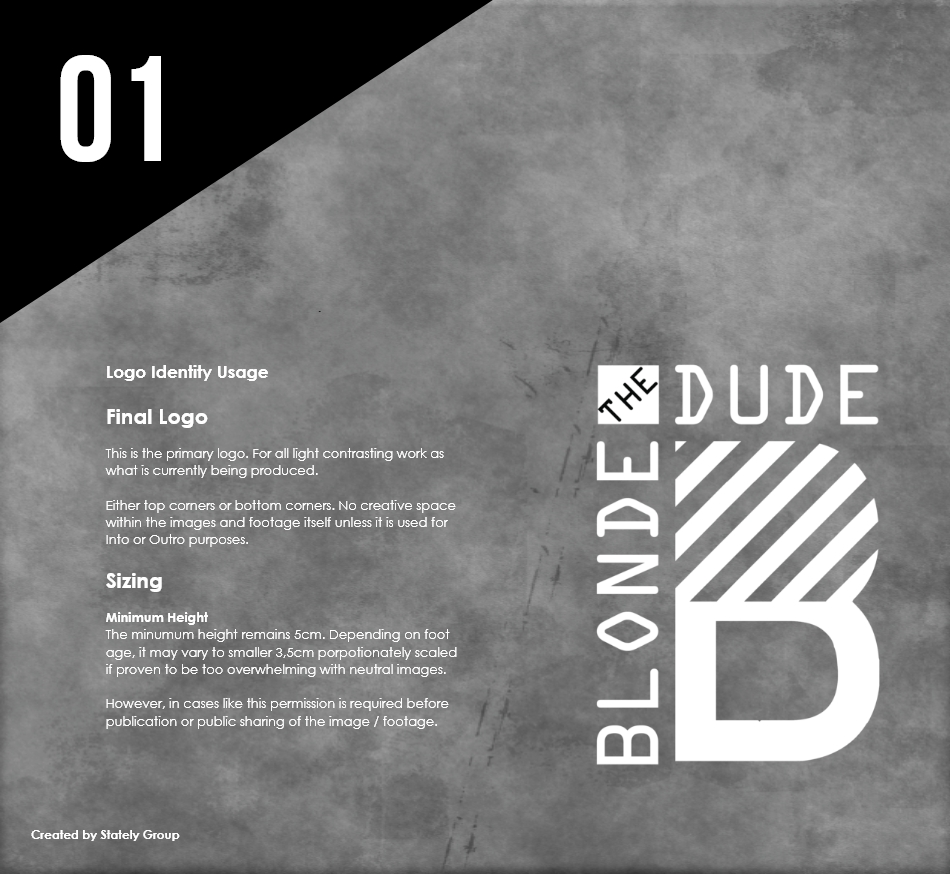 01
Logo Identity Usage
Final Logo
This is the primary logo. For all light contrasting work as
what is currently being produced.
Either top corners or bottom corners. No creative space
within the images and footage itself unless it is used for
Into or Outro purposes.
Sizing
Minimum Height
The minumum height remains 5cm. Depending on foot
age, it may vary to smaller 3,5cm porpotionately scaled
if proven to be too overwhelming with neutral images.
However, in cases like this permission is required before
publication or public sharing of the image / footage.
THE DUDE
BLONDE
B
Created by Stately Group